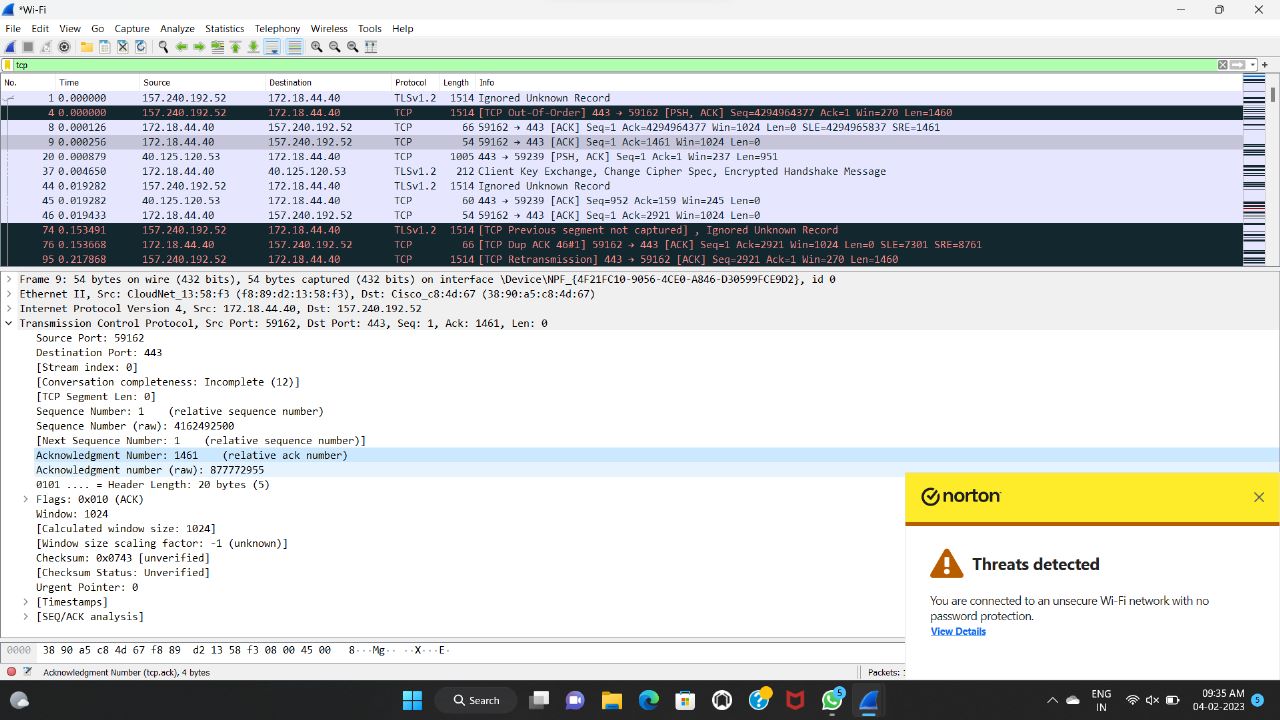 *Wi-Fi
File Edit View Go Capture Analyze Statistics Telephony Wireless Tools Help
tcp
No. Time Source Destination Protocol Length Info
1 0.000000 157.240.192.52 172.18.44.40 TLSv1.2 1514 Ignored Unknown Record
4 0.000000 157.240.192.52 172.18.44.40 TCP 1514 [TCP Out-Of-Order] 443 → 59162 [PSH, ACK] Seq=4294964377 Ack=1 Win=270 Len=1460
8 0.000126 172.18.44.40 157.240.192.52 TCP 66 59162 → 443 [ACK] Seq=1 Ack=4294964377 Win=1024 Len=0 SLE=4294965837 SRE=1461
9 0.000256 172.18.44.40 157.240.192.52 TCP 54 59162 → 443 [ACK] Seq=1 Ack=1461 Win=1024 Len=0
20 0.000879 40.125.120.53 172.18.44.40 TCP 1005 443 → 59239 [PSH, ACK] Seq=1 Ack=1 Win=237 Len=951
37 0.004650 172.18.44.40 40.125.120.53 TLSv1.2 212 Client Key Exchange, Change Cipher Spec, Encrypted Handshake Message
44 0.019282 157.240.192.52 172.18.44.40 TLSv1.2 1514 Ignored Unknown Record
45 0.019282 40.125.120.53 172.18.44.40 TCP 60 443 → 59239 [ACK] Seq=952 Ack=159 Win=245 Len=0
46 0.019433 172.18.44.40 157.240.192.52 TCP 54 59162 → 443 [ACK] Seq=1 Ack=2921 Win=1024 Len=0
74 0.153491 157.240.192.52 172.18.44.40 TLSv1.2 1514 [TCP Previous segment not captured] , Ignored Unknown Record
76 0.153668 172.18.44.40 157.240.192.52 TCP 66 [TCP Dup ACK 46#1] 59162 → 443 [ACK] Seq=1 Ack=2921 Win=1024 Len=0 SLE=7301 SRE=8761
95 0.217868 157.240.192.52 172.18.44.40 TCP 1514 [TCP Retransmission] 443 → 59162 [ACK] Seq=2921 Ack=1 Win=270 Len=1460
Frame 9: 54 bytes on wire (432 bits), 54 bytes captured (432 bits) on interface \Device\NPF_{4F21FC10-9056-4CE0-A846-D30599FCE9D2}, id 0
Ethernet II, Src: CloudNet_13:58:f3 (f8:89:d2:13:58:f3), Dst: Cisco_c8:4d:67 (38:90:a5:c8:4d:67)
Internet Protocol Version 4, Src: 172.18.44.40, Dst: 157.240.192.52
Transmission Control Protocol, Src Port: 59162, Dst Port: 443, Seq: 1, Ack: 1461, Len: 0
Source Port: 59162
Destination Port: 443
[Stream index: 0]
[Conversation completeness: Incomplete (12)]
[TCP Segment Len: 0]
Sequence Number: 1 (relative sequence number)
Sequence Number (raw): 4162492500
[Next Sequence Number: 1 (relative sequence number)]
Acknowledgment Number: 1461 (relative ack number)
Acknowledgment number (raw): 877772955
0101 .... = Header Length: 20 bytes (5)
Flags: 0x010 (ACK)
Window: 1024
[Calculated window size: 1024]
[Window size scaling factor: -1 (unknown)]
Checksum: 0x0743 [unverified]
[Checksum Status: Unverified]
Urgent Pointer: 0
[Timestamps]
[SEQ/ACK analysis]
norton
Threats detected
You are connected to an unsecure Wi-Fi network with no
password protection.
View Details
0000 38 90 a5 c8 4d 67 f8 89 d2 13 58 f3 08 00 45 00 8···Mg·· ··X···E·
Acknowledgment Number (tcp.ack), 4 bytes
Packets:
Search
5
ENG
IN
09:35 AM
04-02-2023
5